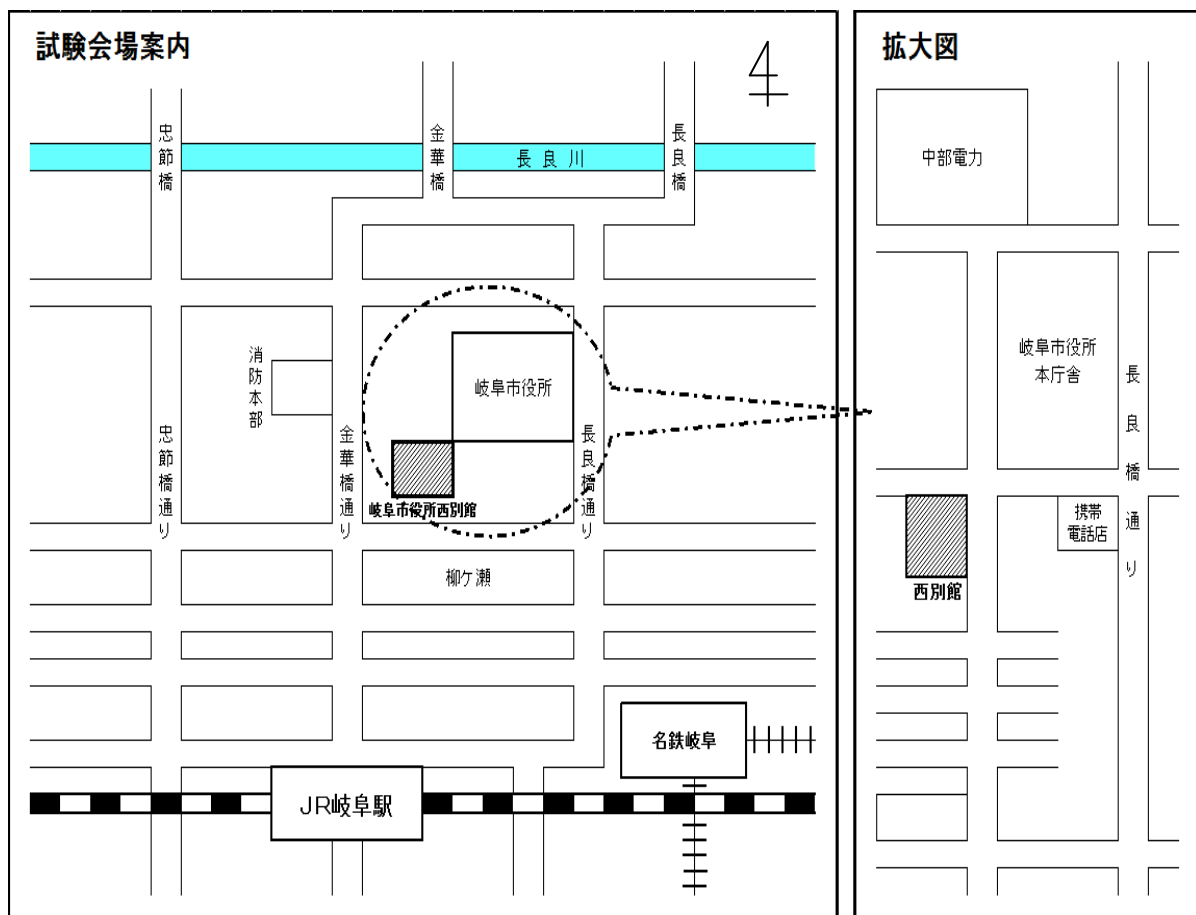 試験会場案内
忠節橋
金華橋
長良橋
長良川
消防本部
岐阜市役所
忠節橋通り
金華橋通り
長良橋通り
岐阜市役所西別館
柳ケ瀬
名鉄岐阜
JR岐阜駅
拡大図
中部電力
岐阜市役所
本庁舎
長良橋通り
携帯
電話店
西別館